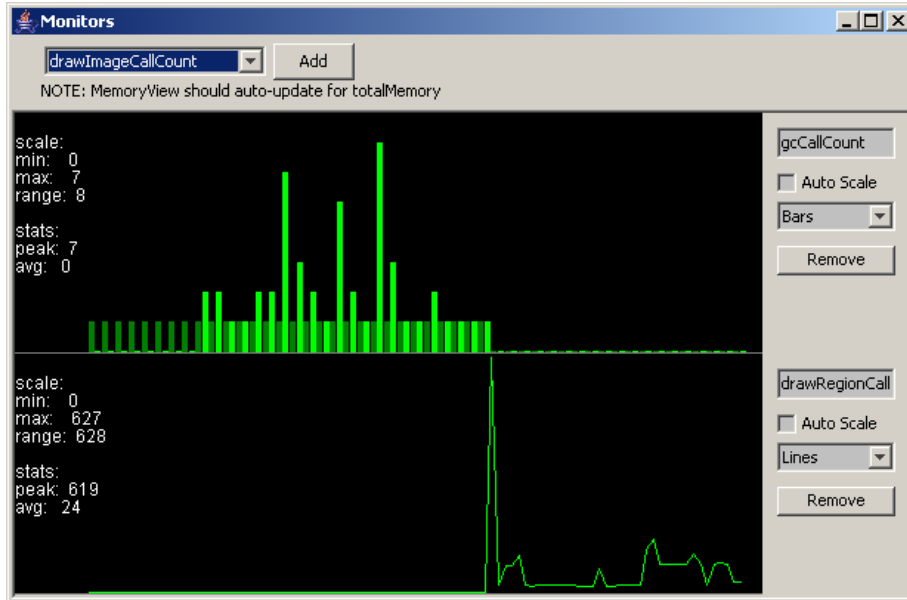 Monitors
drawImageCallCount
Add
NOTE: MemoryView should auto-update for totalMemory
scale:
min: 0
max: 7
range: 8
stats:
peak: 7
avg: 0
gcCallCount
Auto Scale
Bars
Remove
scale:
min: 0
max: 627
range: 628
stats:
peak: 619
avg: 24
drawRegionCall
Auto Scale
Lines
Remove